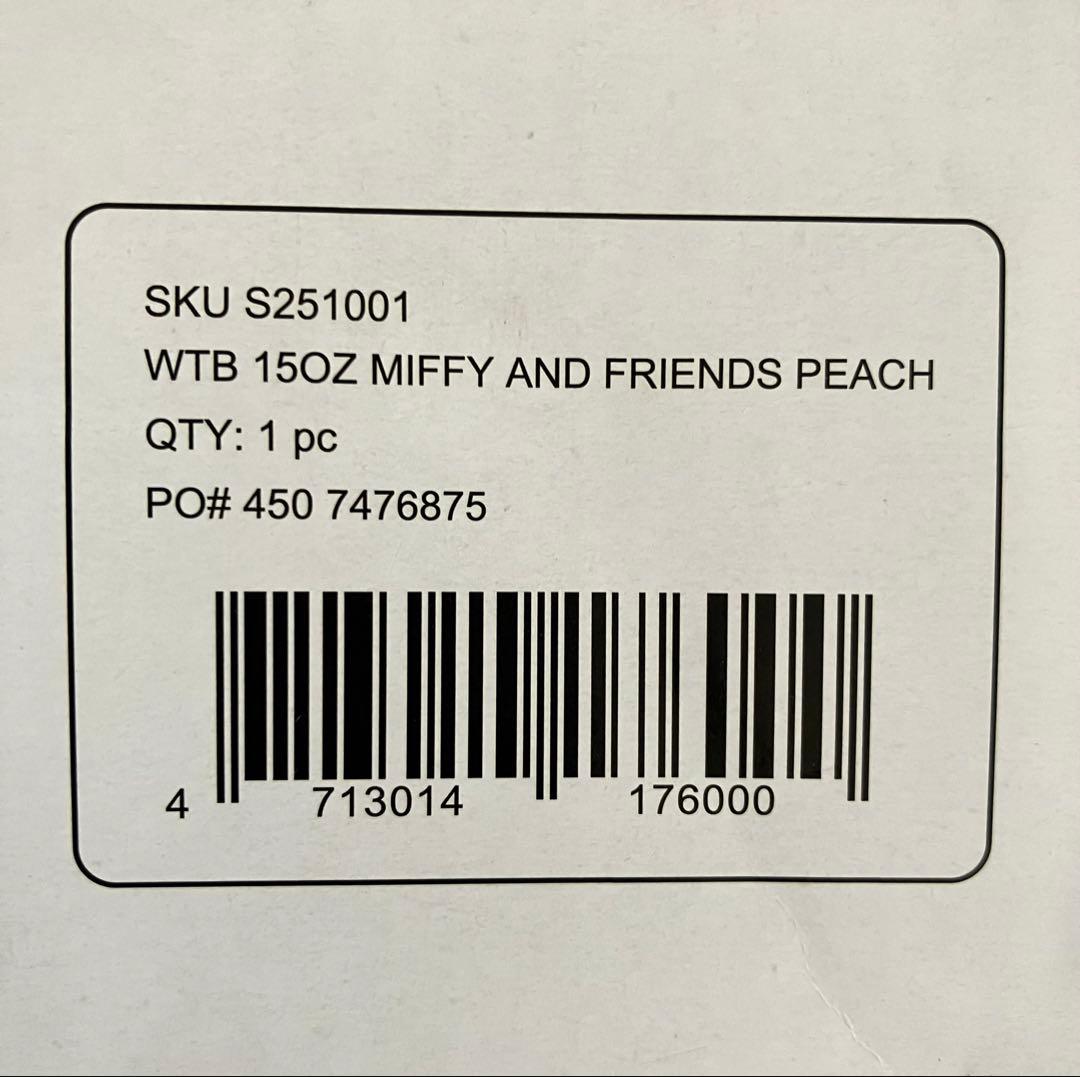 SKU S251001
WTB 15OZ MIFFY AND FRIENDS PEACH
QTY: 1 pc
PO# 450 7476875
4 713014 176000